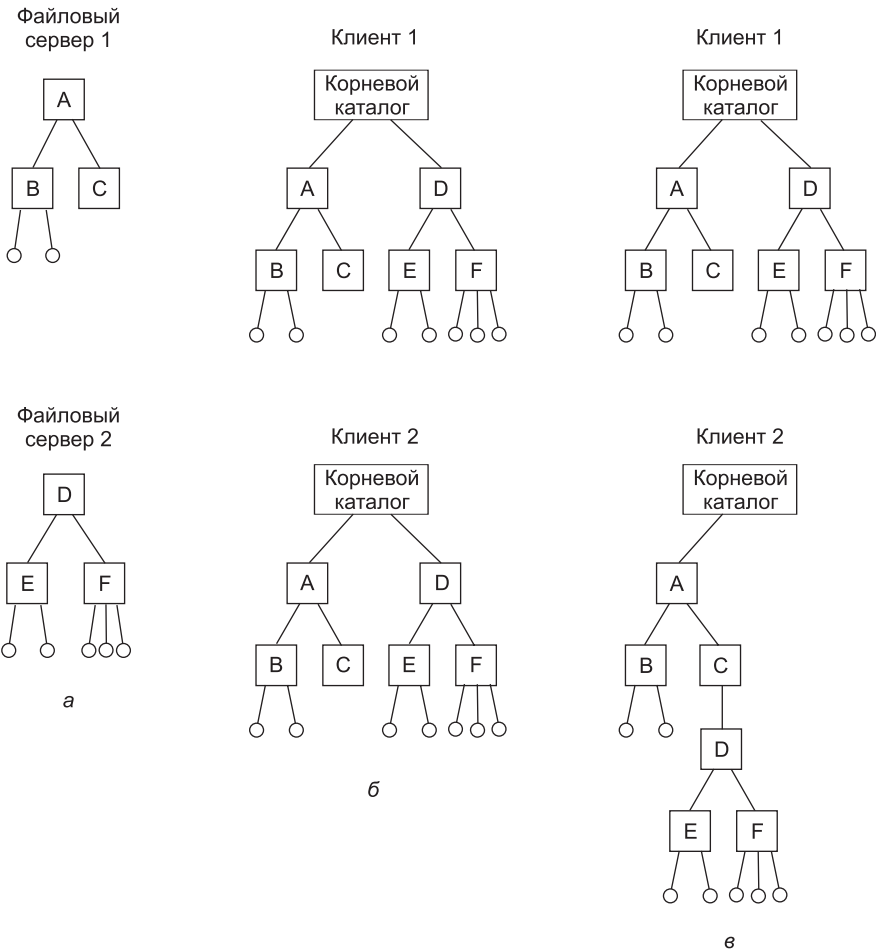 Файловый
сервер 1
A
B
C
Клиент 1
Корневой
каталог
A
D
B
C
E
F
Клиент 1
Корневой
каталог
A
D
B
C
E
F
Файловый
сервер 2
D
E
F
а
Клиент 2
Корневой
каталог
A
D
B
C
E
F
б
Клиент 2
Корневой
каталог
A
B
C
D
E
F
в